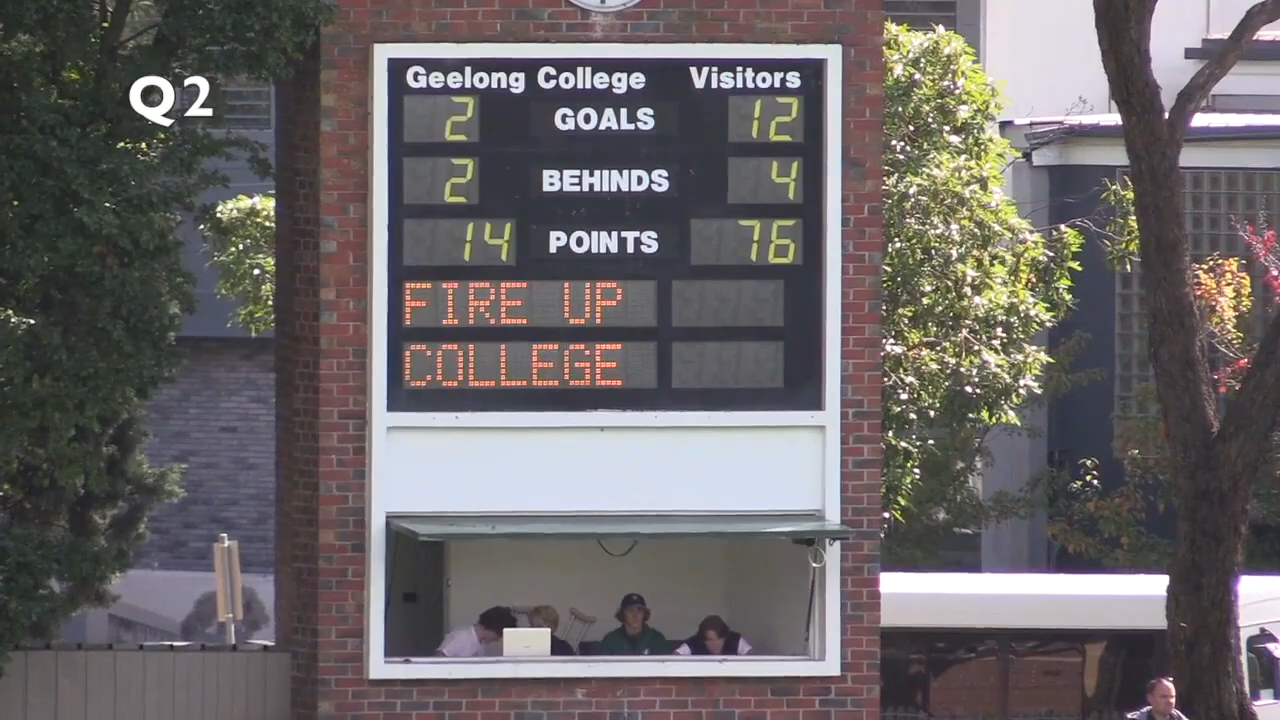 Q2
Geelong College Visitors
2 GOALS 12
2 BEHINDS 4
14 POINTS 76
FIRE UP
COLLEGE